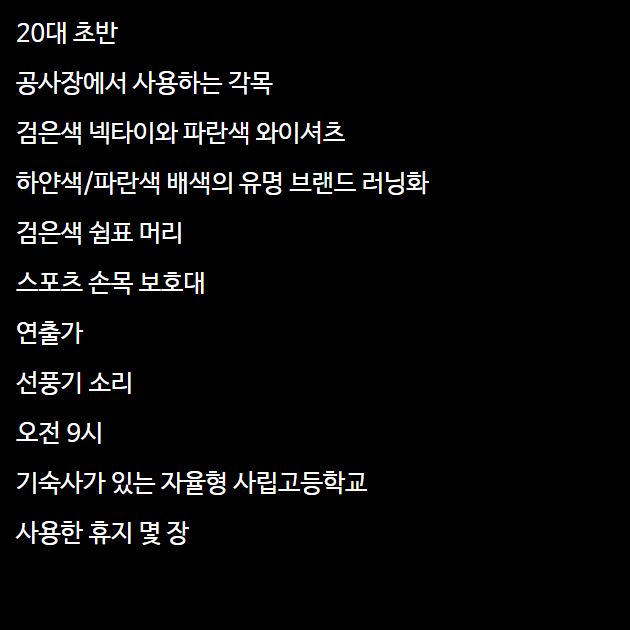 20대 초반
공사장에서 사용하는 각목
검은색 넥타이와 파란색 와이셔츠
하얀색/파란색 배색의 유명 브랜드 러닝화
검은색 쉼표 머리
스포츠 손목 보호대
연출가
선풍기 소리
오전 9시
기숙사가 있는 자율형 사립고등학교
사용한 휴지 몇 장